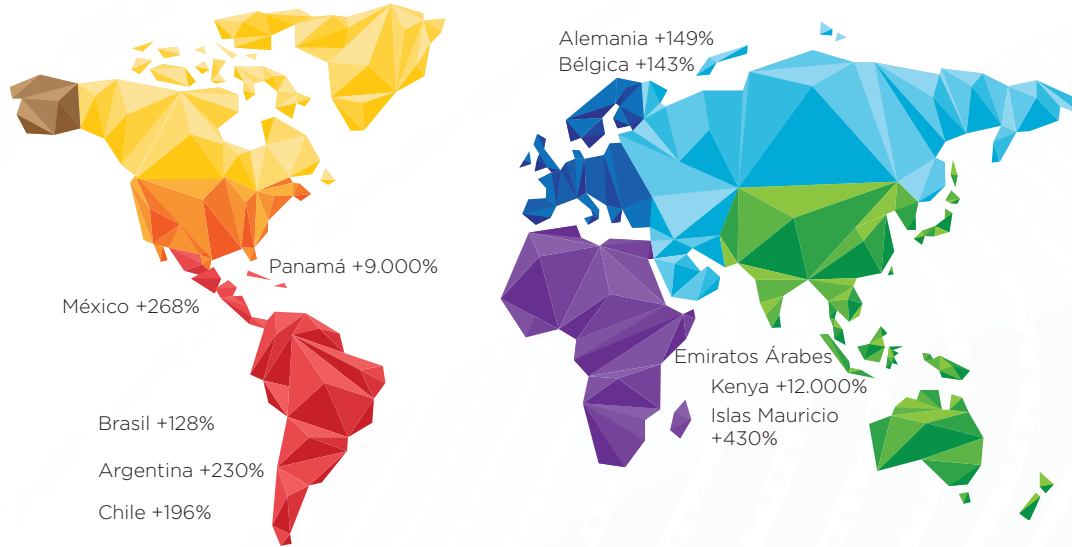 Alemania +149%
Bélgica +143%
Panamá +9.000%
México +268%
Emiratos Árabes
Kenya +12.000%
Islas Mauricio
+430%
Brasil +128%
Argentina +230%
Chile +196%